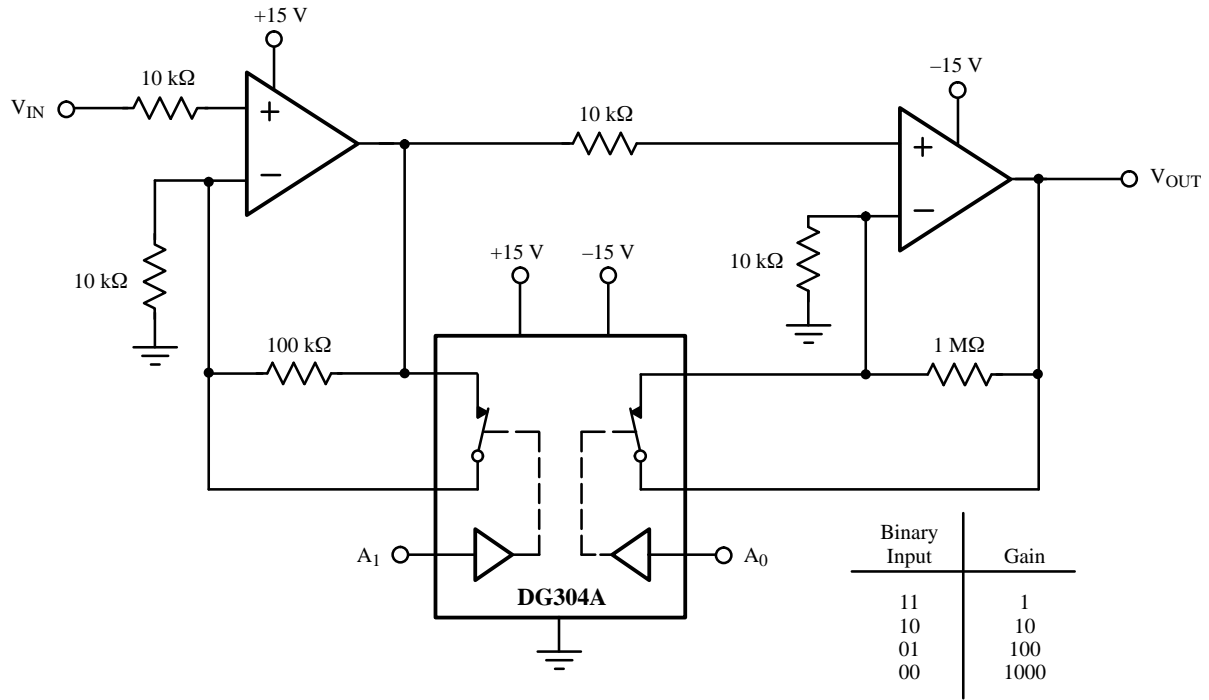 +15 V
–15 V
10 kΩ
V_IN
+
10 kΩ
+
–
V_OUT
–
10 kΩ
+15 V
–15 V
10 kΩ
100 kΩ
1 MΩ
A_1
A_0
DG304A
Binary
Input Gain
11 1
10 10
01 100
00 1000